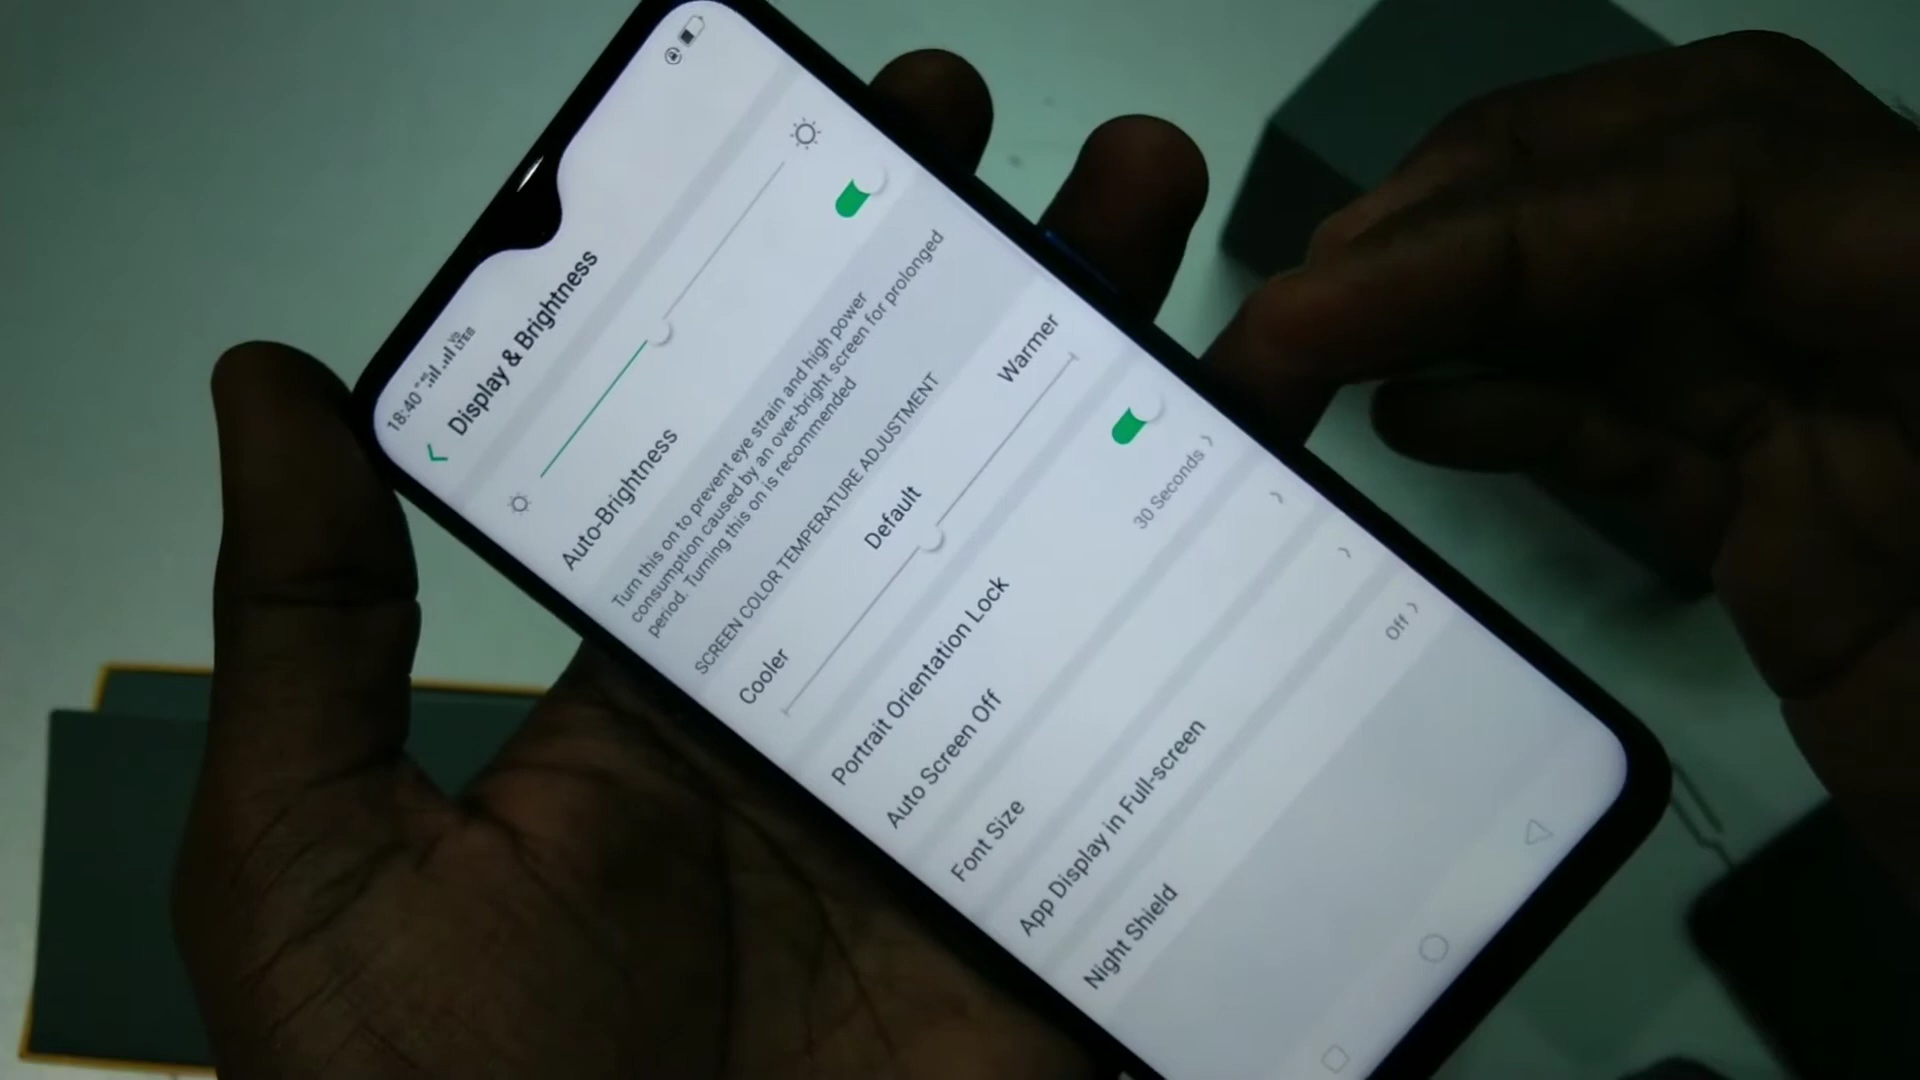 18:40
Display & Brightness
Auto-Brightness
Turn this on to prevent eye strain and high power
consumption caused by an over-bright screen for prolonged
period. Turning this on is recommended
SCREEN COLOR TEMPERATURE ADJUSTMENT
Cooler Default Warmer
Portrait Orientation Lock
Auto Screen Off 30 Seconds
Font Size
App Display in Full-screen
Night Shield Off